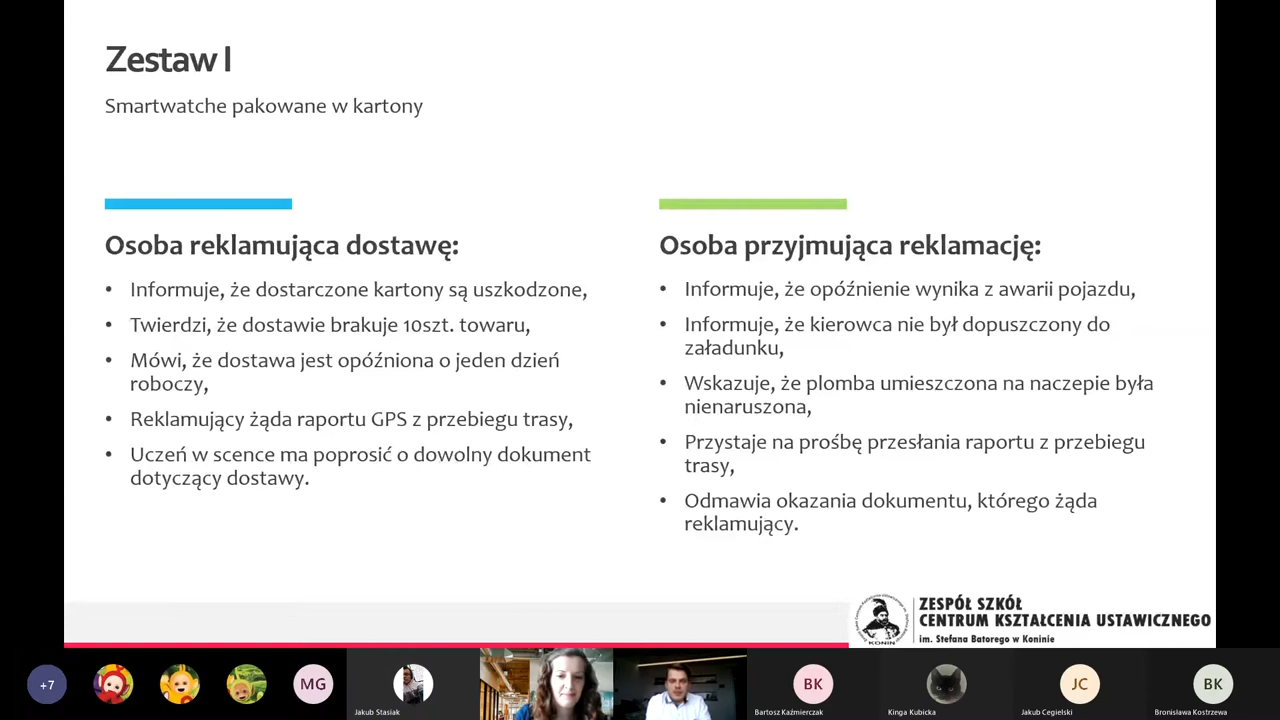 Zestaw I
Smartwatche pakowane w kartony
Osoba reklamująca dostawę:
• Informuje, że dostarczone kartony są uszkodzone,
• Twierdzi, że dostawie brakuje 10szt. towaru,
• Mówi, że dostawa jest opóźniona o jeden dzień
roboczy,
• Reklamujący żąda raportu GPS z przebiegu trasy,
• Uczeń w scence ma poprosić o dowolny dokument
dotyczący dostawy.
Osoba przyjmująca reklamację:
• Informuje, że opóźnienie wynika z awarii pojazdu,
• Informuje, że kierowca nie był dopuszczony do
załadunku,
• Wskazuje, że plomba umieszczona na naczepie była
nienaruszona,
• Przystaje na prośbę przesłania raportu z przebiegu
trasy,
• Odmawia okazania dokumentu, którego żąda
reklamujący.
KONIN
ZESPÓŁ SZKÓŁ
CENTRUM KSZTAŁCENIA USTAWICZNEGO
im. Stefana Batorego w Koninie
+7
MG
Jakub Stasiak
BK
Bartosz Kaźmierczak
Kinga Kubicka
JC
Jakub Cegielski
BK
Bronisława Kostrzewa